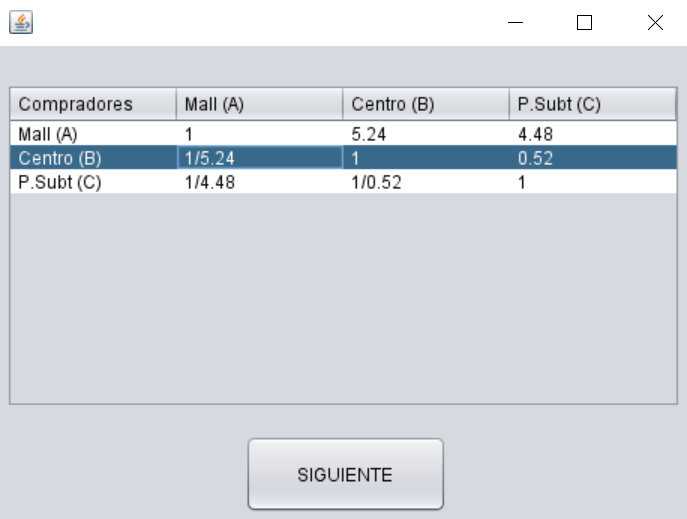 Compradores Mall (A) Centro (B) P.Subt (C)
Mall (A) 1 5.24 4.48
Centro (B) 1/5.24 1 0.52
P.Subt (C) 1/4.48 1/0.52 1
SIGUIENTE